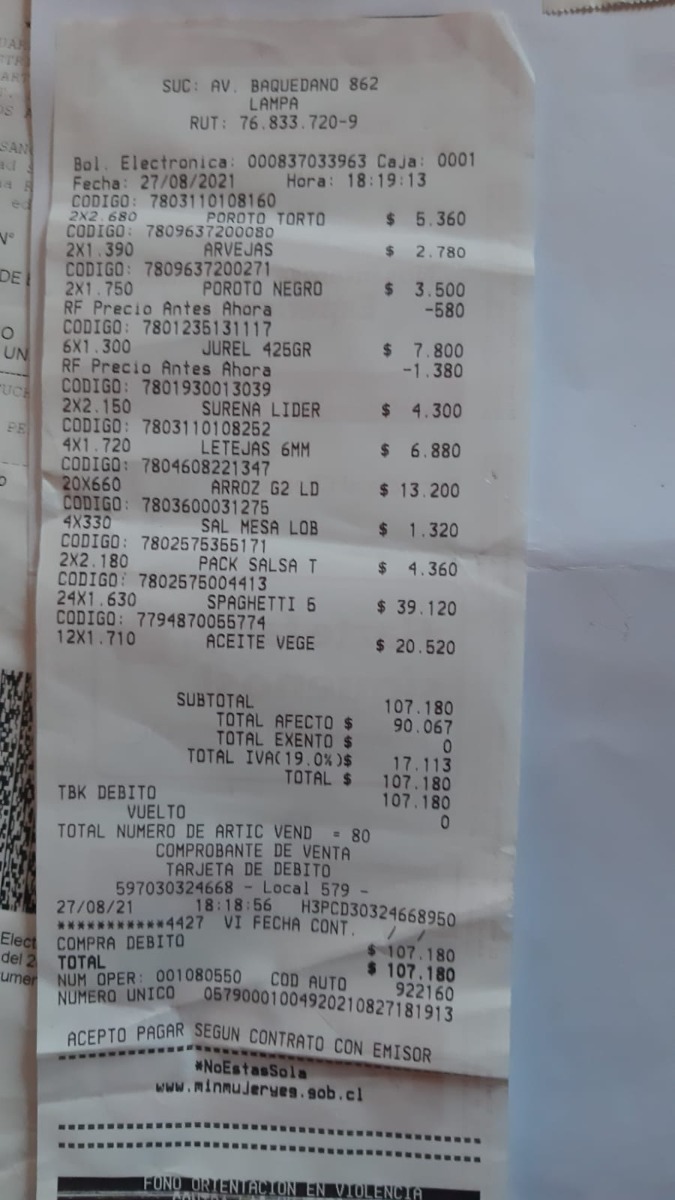 SUC: AV. BAQUEDANO 862
LAMPA
RUT: 76.833.720-9
Bol. Electronica: 000837033963 Caja: 0001
Fecha: 27/08/2021 Hora: 18:19:13
CODIGO: 7803110108160
2X2.680 POROTO TORTO $ 5.360
CODIGO: 7809637200080
2X1.390 ARVEJAS $ 2.780
CODIGO: 7809637200271
2X1.750 POROTO NEGRO $ 3.500
RF Precio Antes Ahora -580
CODIGO: 7801235131117
6X1.300 JUREL 425GR $ 7.800
RF Precio Antes Ahora -1.380
CODIGO: 7801930013039
2X2.150 SURENA LIDER $ 4.300
CODIGO: 7803110108252
4X1.720 LETEJAS 6MM $ 6.880
CODIGO: 7804608221347
20X660 ARROZ G2 LD $ 13.200
CODIGO: 7803600031275
4X330 SAL MESA LOB $ 1.320
CODIGO: 7802575355171
2X2.180 PACK SALSA T $ 4.360
CODIGO: 7802575004413
24X1.630 SPAGHETTI 5 $ 39.120
CODIGO: 7794870055774
12X1.710 ACEITE VEGE $ 20.520
SUBTOTAL 107.180
TOTAL AFECTO $ 90.067
TOTAL EXENTO $ 0
TOTAL IVA(19.0%)$ 17.113
TOTAL $ 107.180
TBK DEBITO 107.180
VUELTO 0
TOTAL NUMERO DE ARTIC VEND = 80
COMPROBANTE DE VENTA
TARJETA DE DEBITO
597030324668 - Local 579 -
27/08/21 18:18:56 H3PCD30324668950
***********4427 VI FECHA CONT. / /
COMPRA DEBITO $ 107.180
TOTAL $ 107.180
NUM OPER: 001080550 COD AUTO 922160
NUMERO UNICO 05790001004920210827181913
ACEPTO PAGAR SEGUN CONTRATO CON EMISOR
*NoEstasSola
www.minmujeryeg.gob.cl
FONO ORIENTACION EN VIOLENCIA